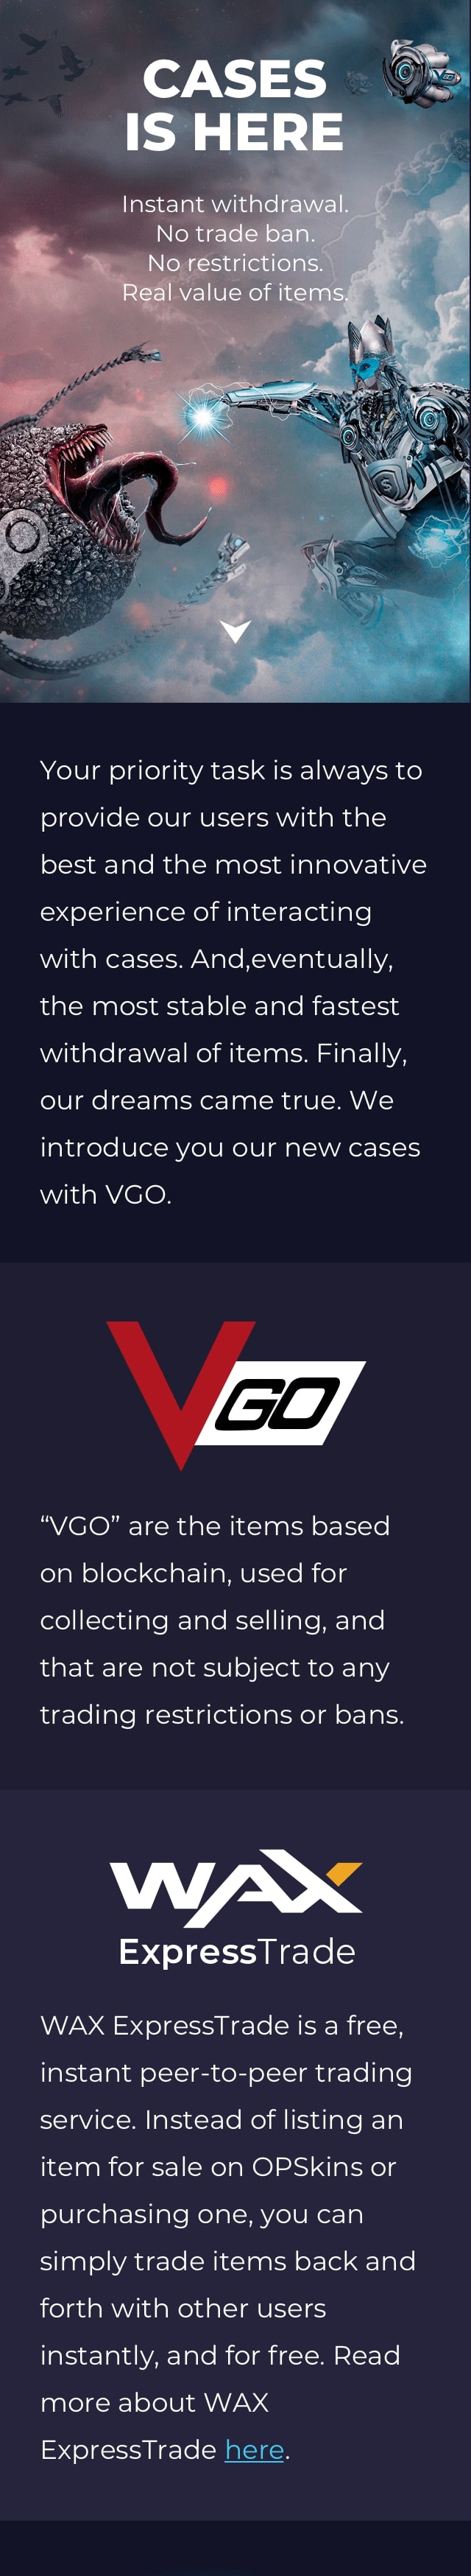 CASES
IS HERE
Instant withdrawal.
No trade ban.
No restrictions.
Real value of items.
Your priority task is always to
provide our users with the
best and the most innovative
experience of interacting
with cases. And,eventually,
the most stable and fastest
withdrawal of items. Finally,
our dreams came true. We
introduce you our new cases
with VGO.
VGO
“VGO” are the items based
on blockchain, used for
collecting and selling, and
that are not subject to any
trading restrictions or bans.
WAX
ExpressTrade
WAX ExpressTrade is a free,
instant peer-to-peer trading
service. Instead of listing an
item for sale on OPSkins or
purchasing one, you can
simply trade items back and
forth with other users
instantly, and for free. Read
more about WAX
ExpressTrade here.